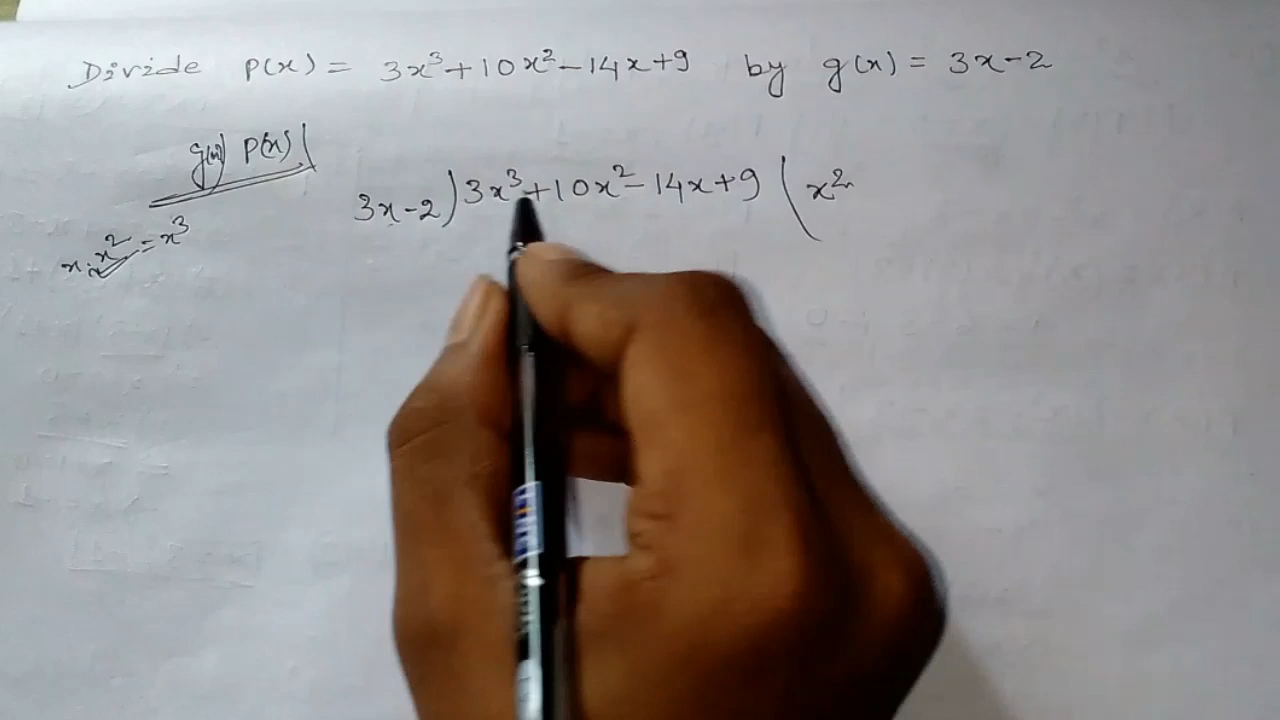 Divide P(x) = 3x³+10x²-14x+9 by g(x) = 3x-2
g(x)) P(x) (
3x-2) 3x³+10x²-14x+9 ( x²
x.x² = x³